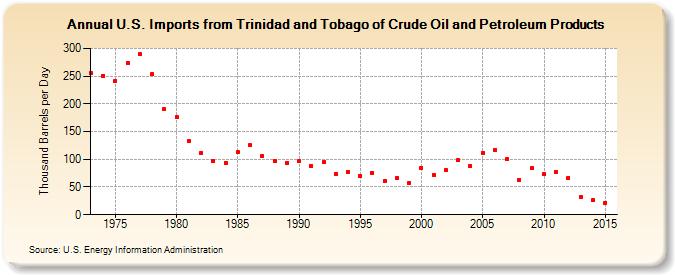 Annual U.S. Imports from Trinidad and Tobago of Crude Oil and Petroleum Products
Thousand Barrels per Day
300
250
200
150
100
50
0
1975 1980 1985 1990 1995 2000 2005 2010 2015
Source: U.S. Energy Information Administration